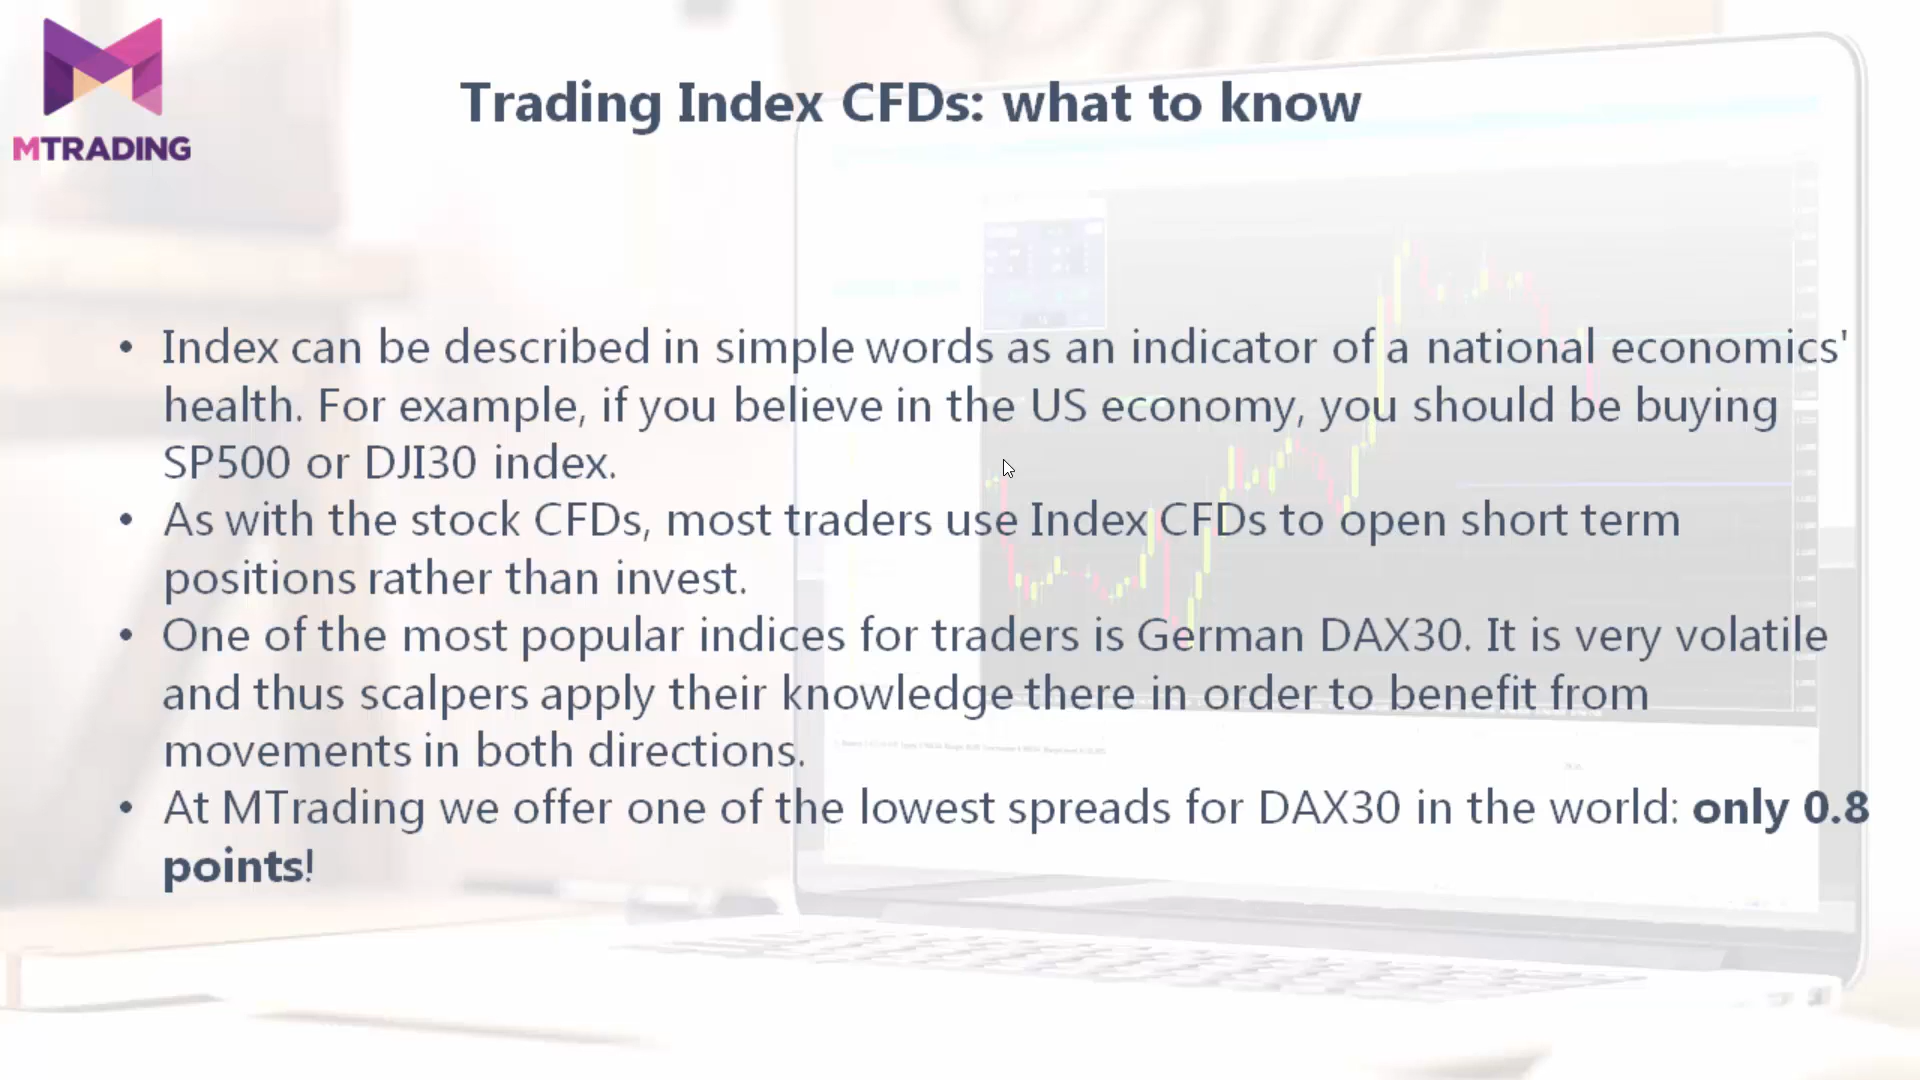 MTRADING
Trading Index CFDs: what to know
• Index can be described in simple words as an indicator of a national economics'
health. For example, if you believe in the US economy, you should be buying
SP500 or DJI30 index.
• As with the stock CFDs, most traders use Index CFDs to open short term
positions rather than invest.
• One of the most popular indices for traders is German DAX30. It is very volatile
and thus scalpers apply their knowledge there in order to benefit from
movements in both directions.
• At MTrading we offer one of the lowest spreads for DAX30 in the world: only 0.8
points!